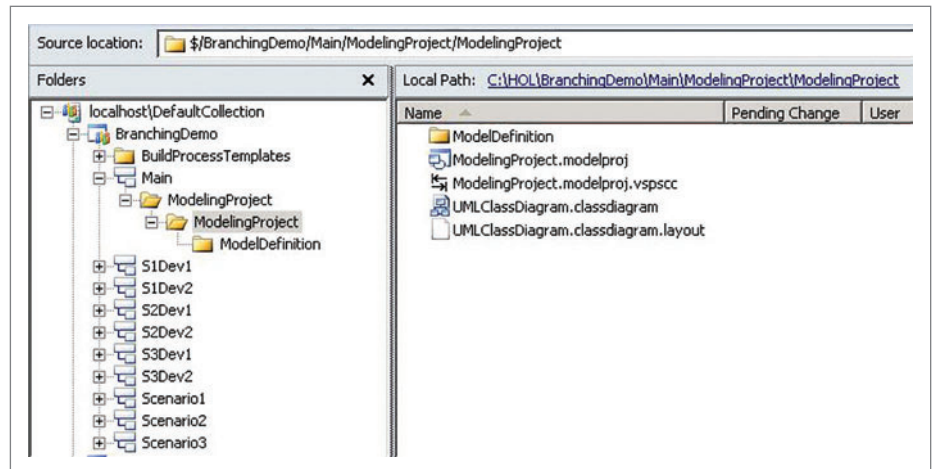 Source location: $/BranchingDemo/Main/ModelingProject/ModelingProject
Folders
localhost\DefaultCollection
BranchingDemo
BuildProcessTemplates
Main
ModelingProject
ModelingProject
ModelDefinition
S1Dev1
S1Dev2
S2Dev1
S2Dev2
S3Dev1
S3Dev2
Scenario1
Scenario2
Scenario3
Local Path: C:\HOL\BranchingDemo\Main\ModelingProject\ModelingProject
Name Pending Change User
ModelDefinition
ModelingProject.modelproj
ModelingProject.modelproj.vspscc
UMLClassDiagram.classdiagram
UMLClassDiagram.classdiagram.layout